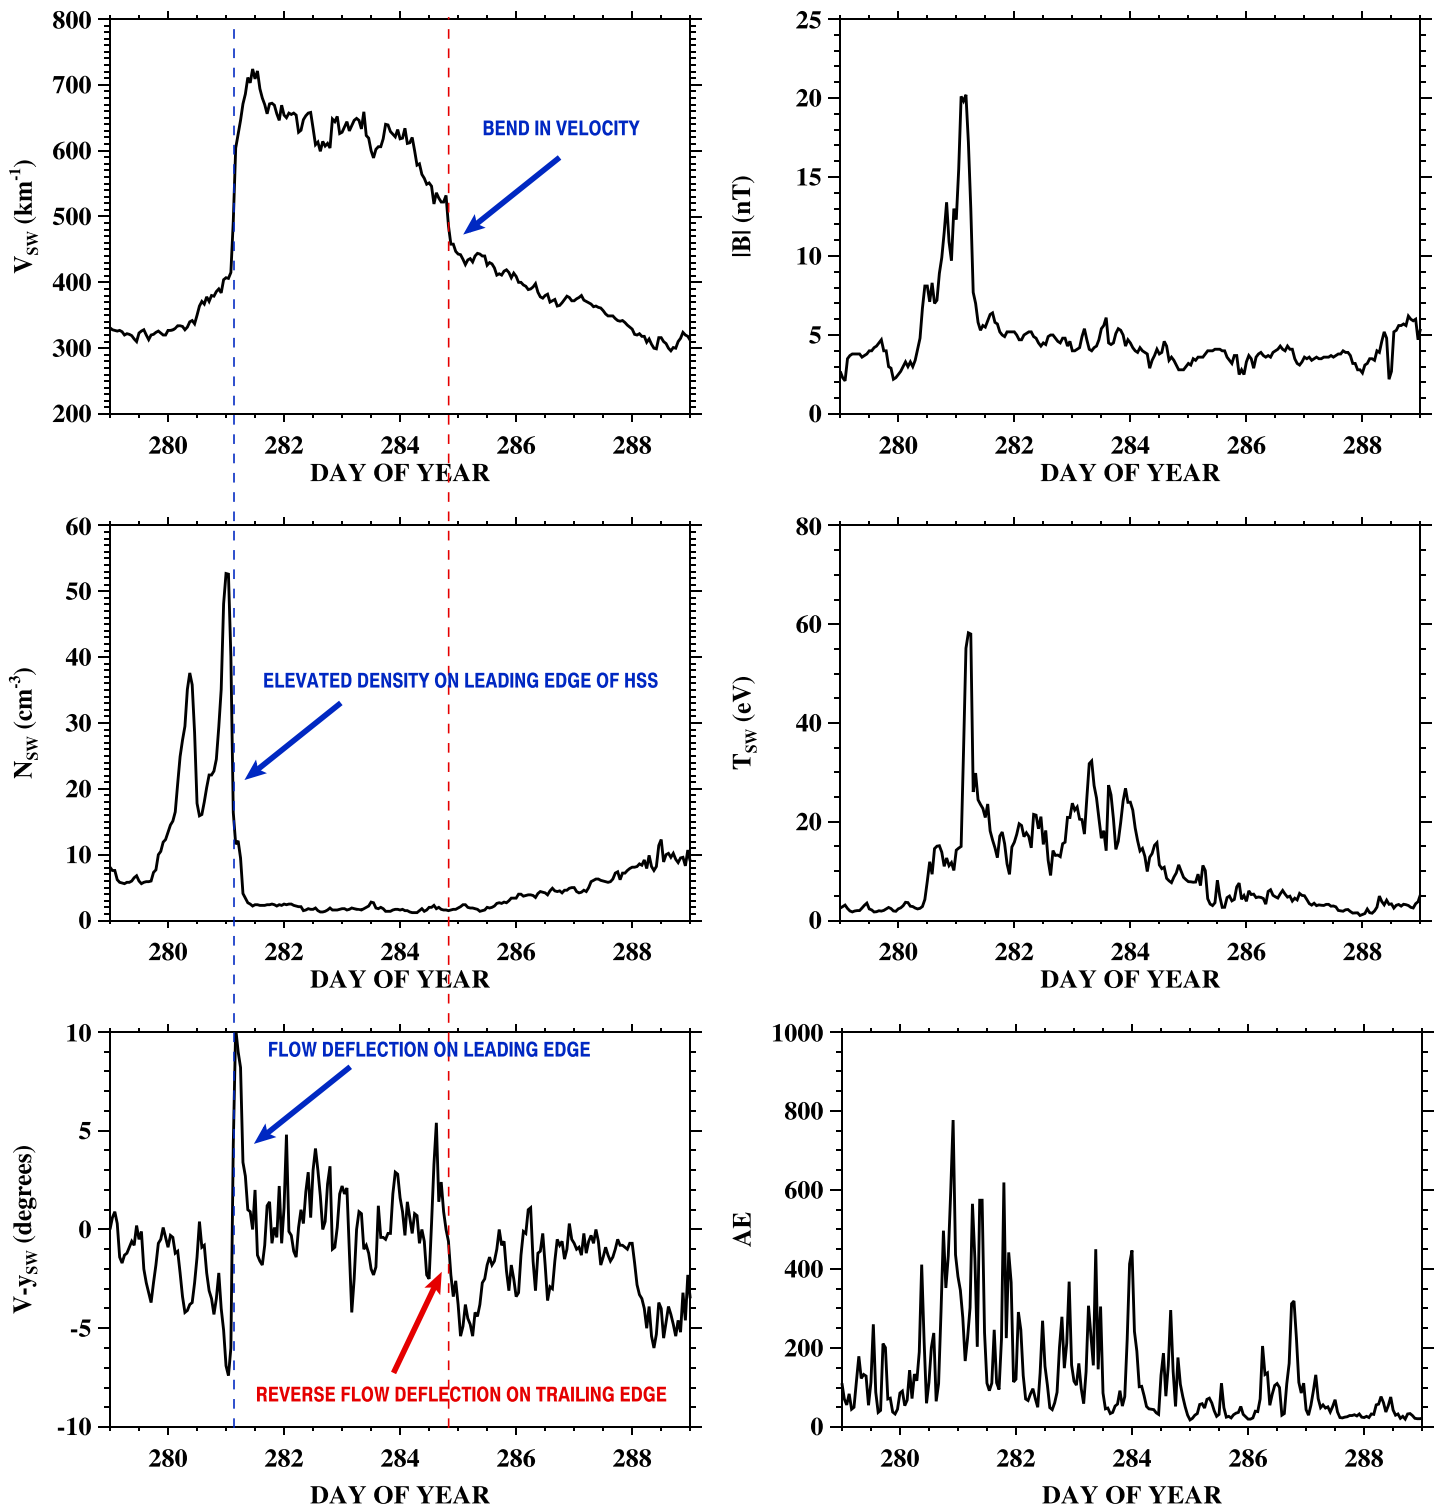 800
700
600
500
400
300
200
V_SW (km^-1)
BEND IN VELOCITY
280 282 284 286 288
DAY OF YEAR
25
20
15
10
5
0
|B| (nT)
280 282 284 286 288
DAY OF YEAR
60
50
40
30
20
10
0
N_SW (cm^-3)
ELEVATED DENSITY ON LEADING EDGE OF HSS
280 282 284 286 288
DAY OF YEAR
80
60
40
20
0
T_SW (eV)
280 282 284 286 288
DAY OF YEAR
10
5
0
-5
-10
V-y_SW (degrees)
FLOW DEFLECTION ON LEADING EDGE
REVERSE FLOW DEFLECTION ON TRAILING EDGE
280 282 284 286 288
DAY OF YEAR
1000
800
600
400
200
0
AE
280 282 284 286 288
DAY OF YEAR